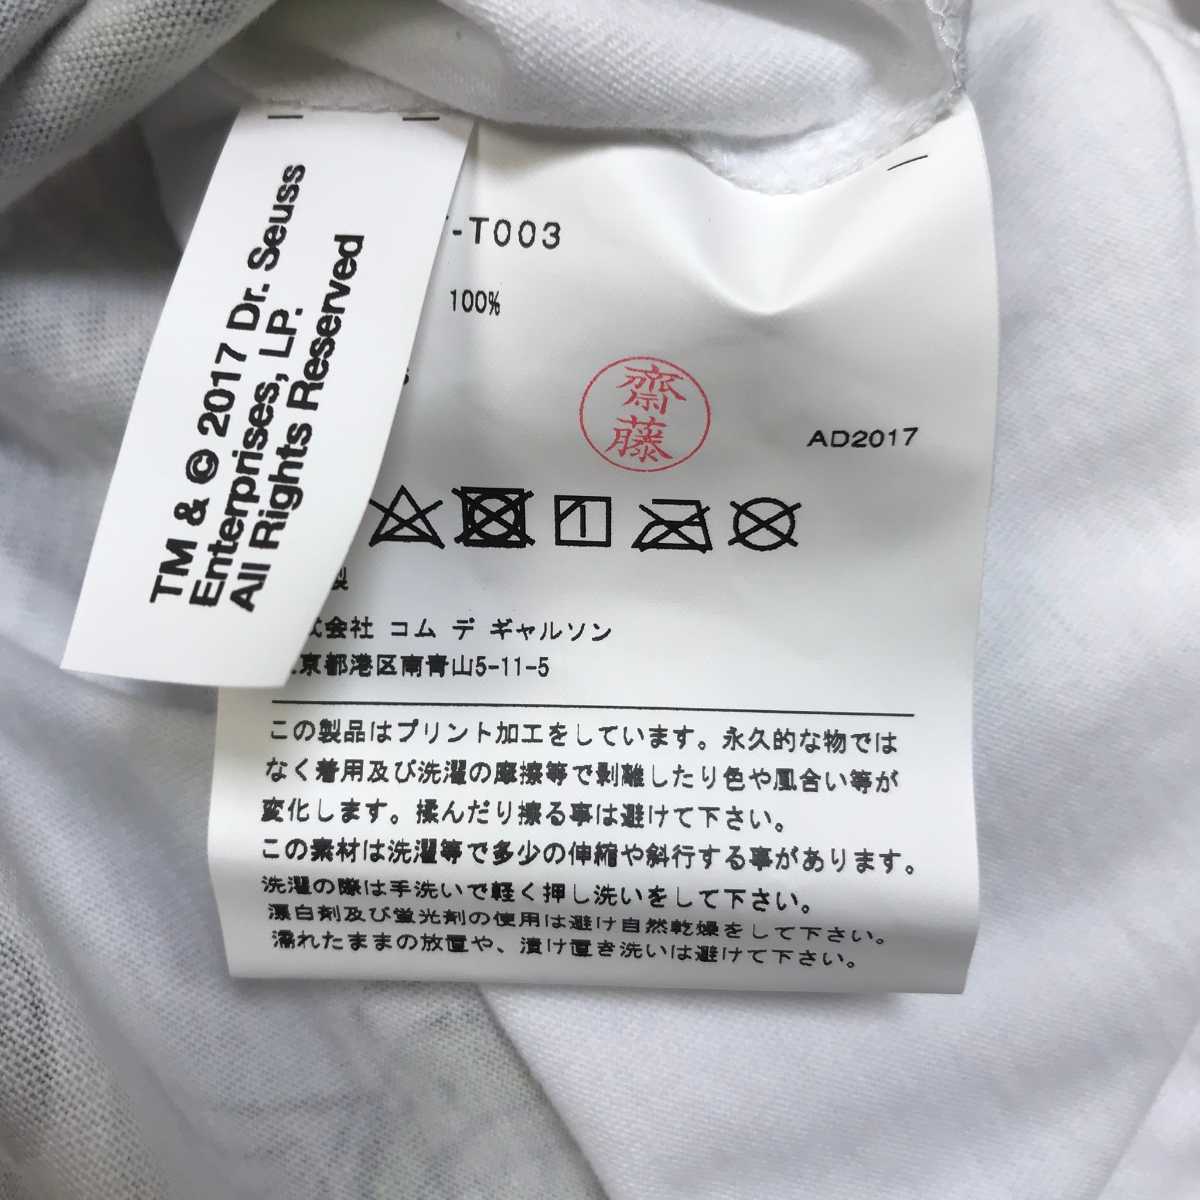 TM & © 2017 Dr. Seuss
Enterprises, LP.
All Rights Reserved
-T003
100%
齋藤
AD2017
製
式会社 コム デ ギャルソン
京都港区南青山5-11-5
この製品はプリント加工をしています。永久的な物では
なく着用及び洗濯の摩擦等で剥離したり色や風合い等が
変化します。揉んだり擦る事は避けて下さい。
この素材は洗濯等で多少の伸縮や斜行する事があります。
洗濯の際は手洗いで軽く押し洗いをして下さい。
漂白剤及び蛍光剤の使用は避け自然乾燥をして下さい。
濡れたままの放置や、漬け置き洗いは避けて下さい。